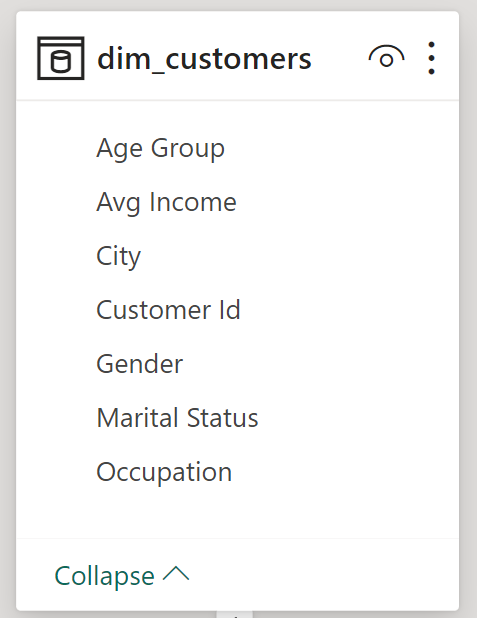 dim_customers
Age Group
Avg Income
City
Customer Id
Gender
Marital Status
Occupation
Collapse